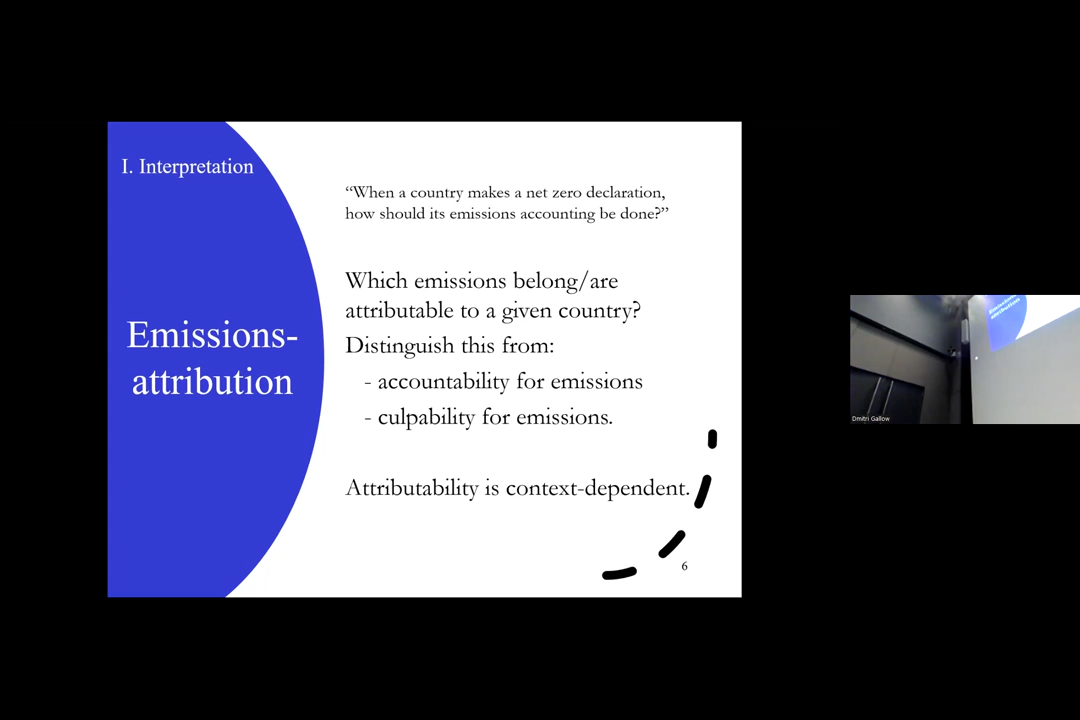 I. Interpretation
Emissions-
attribution
“When a country makes a net zero declaration,
how should its emissions accounting be done?”
Which emissions belong/are
attributable to a given country?
Distinguish this from:
- accountability for emissions
- culpability for emissions.
Attributability is context-dependent.
6
Dmitri Gallow